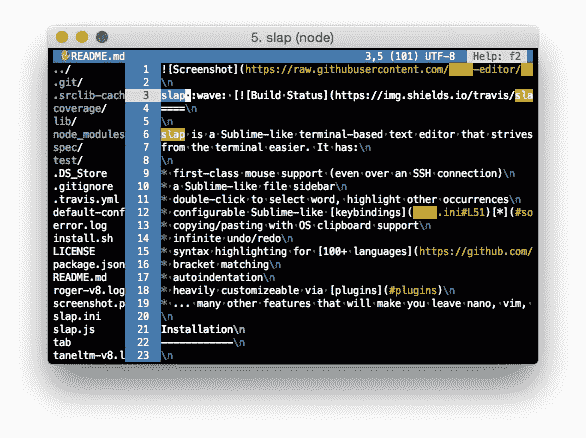 5. slap (node)
README.md 3,5 (101) UTF-8 Help: f2
../ 1 ![Screenshot](https://raw.githubusercontent.com/ -editor/
.git/ 2 \n
.srclib-cach 3 slap :wave: [![Build Status](https://img.shields.io/travis/sla
coverage/ 4 ====\n
lib/ 5 \n
node_modules 6 slap is a Sublime-like terminal-based text editor that strives
spec/ 7 from the terminal easier. It has:\n
test/ 8 \n
.DS_Store 9 * first-class mouse support (even over an SSH connection)\n
.gitignore 10 * a Sublime-like file sidebar\n
.travis.yml 11 * double-click to select word, highlight other occurrences\n
default-conf 12 * configurable Sublime-like [keybindings]( .ini#L51)[*](#so
error.log 13 * copying/pasting with OS clipboard support\n
install.sh 14 * infinite undo/redo\n
LICENSE 15 * syntax highlighting for [100+ languages](https://github.com/
package.json 16 * bracket matching\n
README.md 17 * autoindentation\n
roger-v8.log 18 * heavily customizeable via [plugins](#plugins)\n
screenshot.p 19 * ... many other features that will make you leave nano, vim,
slap.ini 20 \n
slap.js 21 Installation\n
tab 22 ------------\n
taneltm-v8.l 23 \n